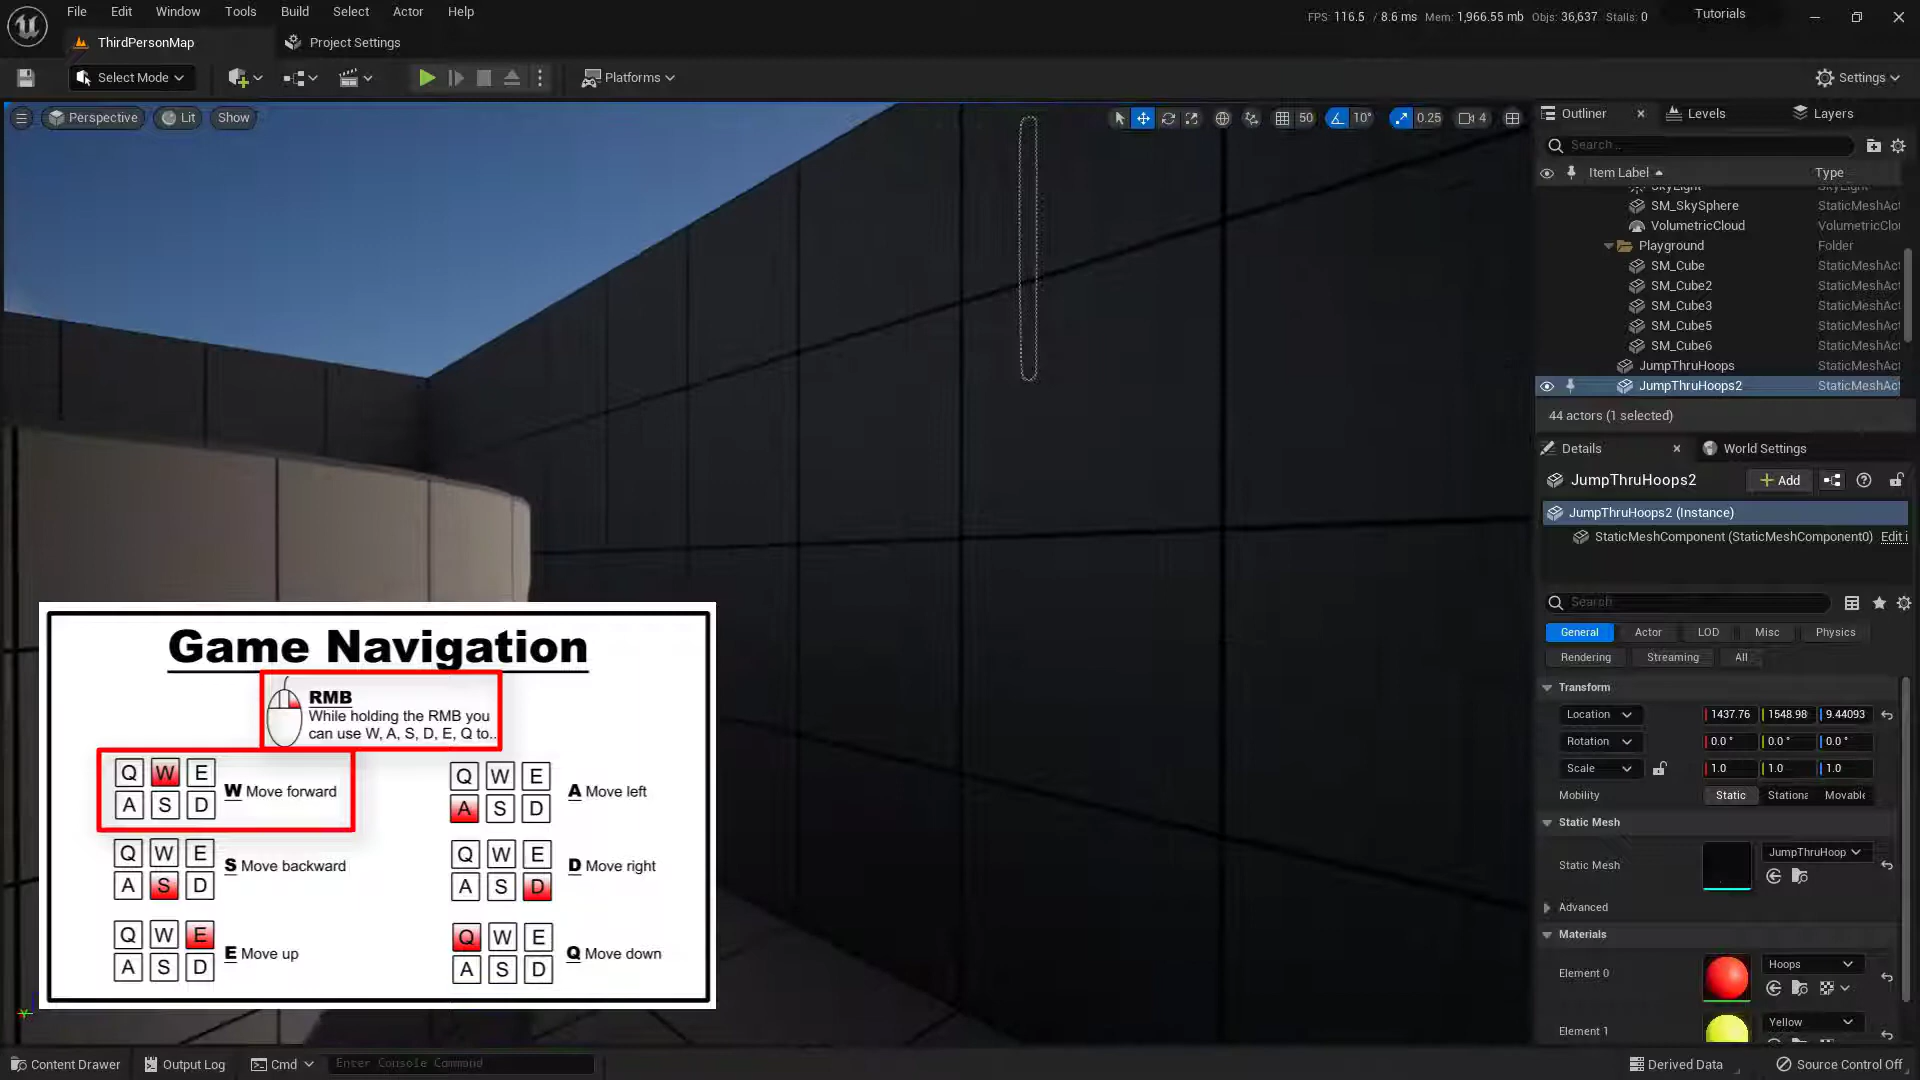 File Edit Window Tools Build Select Actor Help
FPS: 116.5 / 8.6 ms Mem: 1,966.55 mb Objs: 36,637 Stalls: 0
Tutorials
ThirdPersonMap
Project Settings
Select Mode
Platforms
Settings
Perspective
Lit
Show
50
10°
0.25
4
Outliner
Levels
Layers
Search...
Item Label
Type
SkyLight SkyLight
SM_SkySphere StaticMeshAct
VolumetricCloud VolumetricClou
Playground Folder
SM_Cube StaticMeshAct
SM_Cube2 StaticMeshAct
SM_Cube3 StaticMeshAct
SM_Cube5 StaticMeshAct
SM_Cube6 StaticMeshAct
JumpThruHoops StaticMeshAct
JumpThruHoops2 StaticMeshAct
44 actors (1 selected)
Details
World Settings
JumpThruHoops2
Add
JumpThruHoops2 (Instance)
StaticMeshComponent (StaticMeshComponent0) Edit i
Search
General Actor LOD Misc Physics
Rendering Streaming All
Transform
Location 1437.76 1548.98 9.44093
Rotation 0.0 ° 0.0 ° 0.0 °
Scale 1.0 1.0 1.0
Mobility Static Stationa Movable
Static Mesh
Static Mesh
JumpThruHoop
Advanced
Materials
Element 0
Hoops
Element 1
Yellow
Game Navigation
RMB
While holding the RMB you
can use W, A, S, D, E, Q to..
Q W E
A S D
W Move forward
Q W E
A S D
A Move left
Q W E
A S D
S Move backward
Q W E
A S D
D Move right
Q W E
A S D
E Move up
Q W E
A S D
Q Move down
Content Drawer
Output Log
Cmd
Enter Console Command
Derived Data
Source Control Off